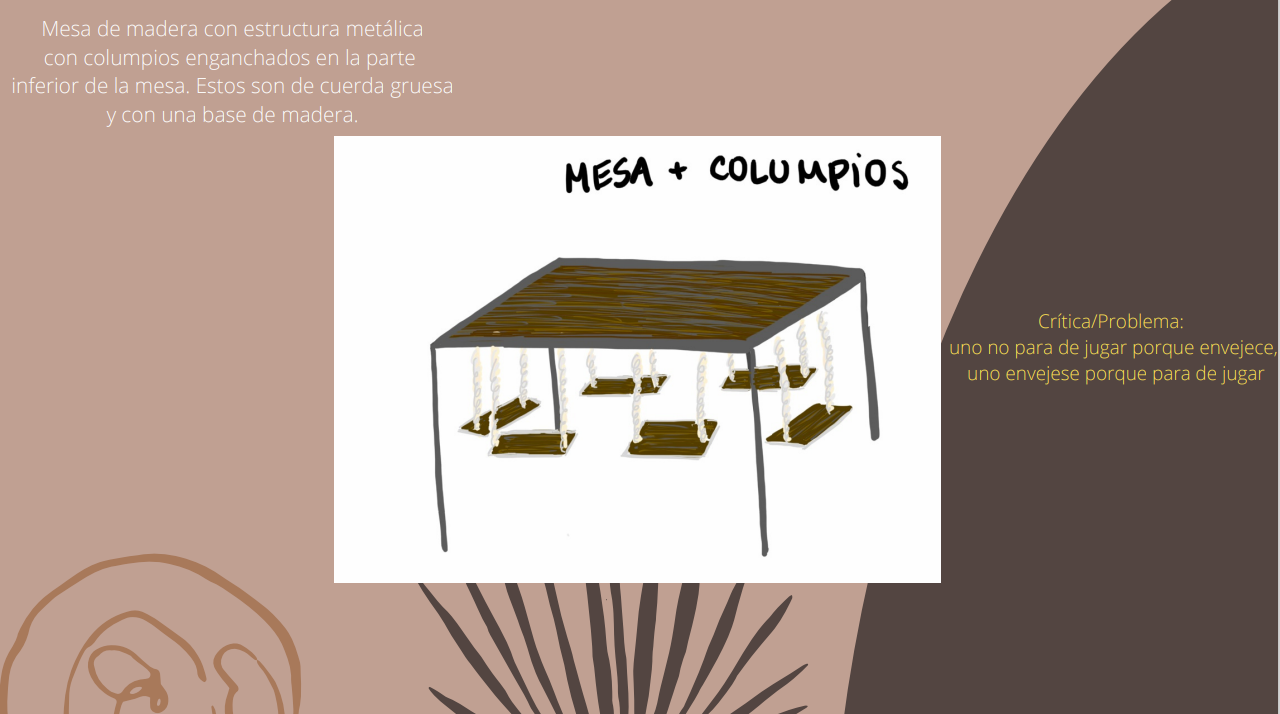 Mesa de madera con estructura metálica
con columpios enganchados en la parte
inferior de la mesa. Estos son de cuerda gruesa
y con una base de madera.
MESA + COLUMPIOS
Crítica/Problema:
uno no para de jugar porque envejece,
uno envejese porque para de jugar